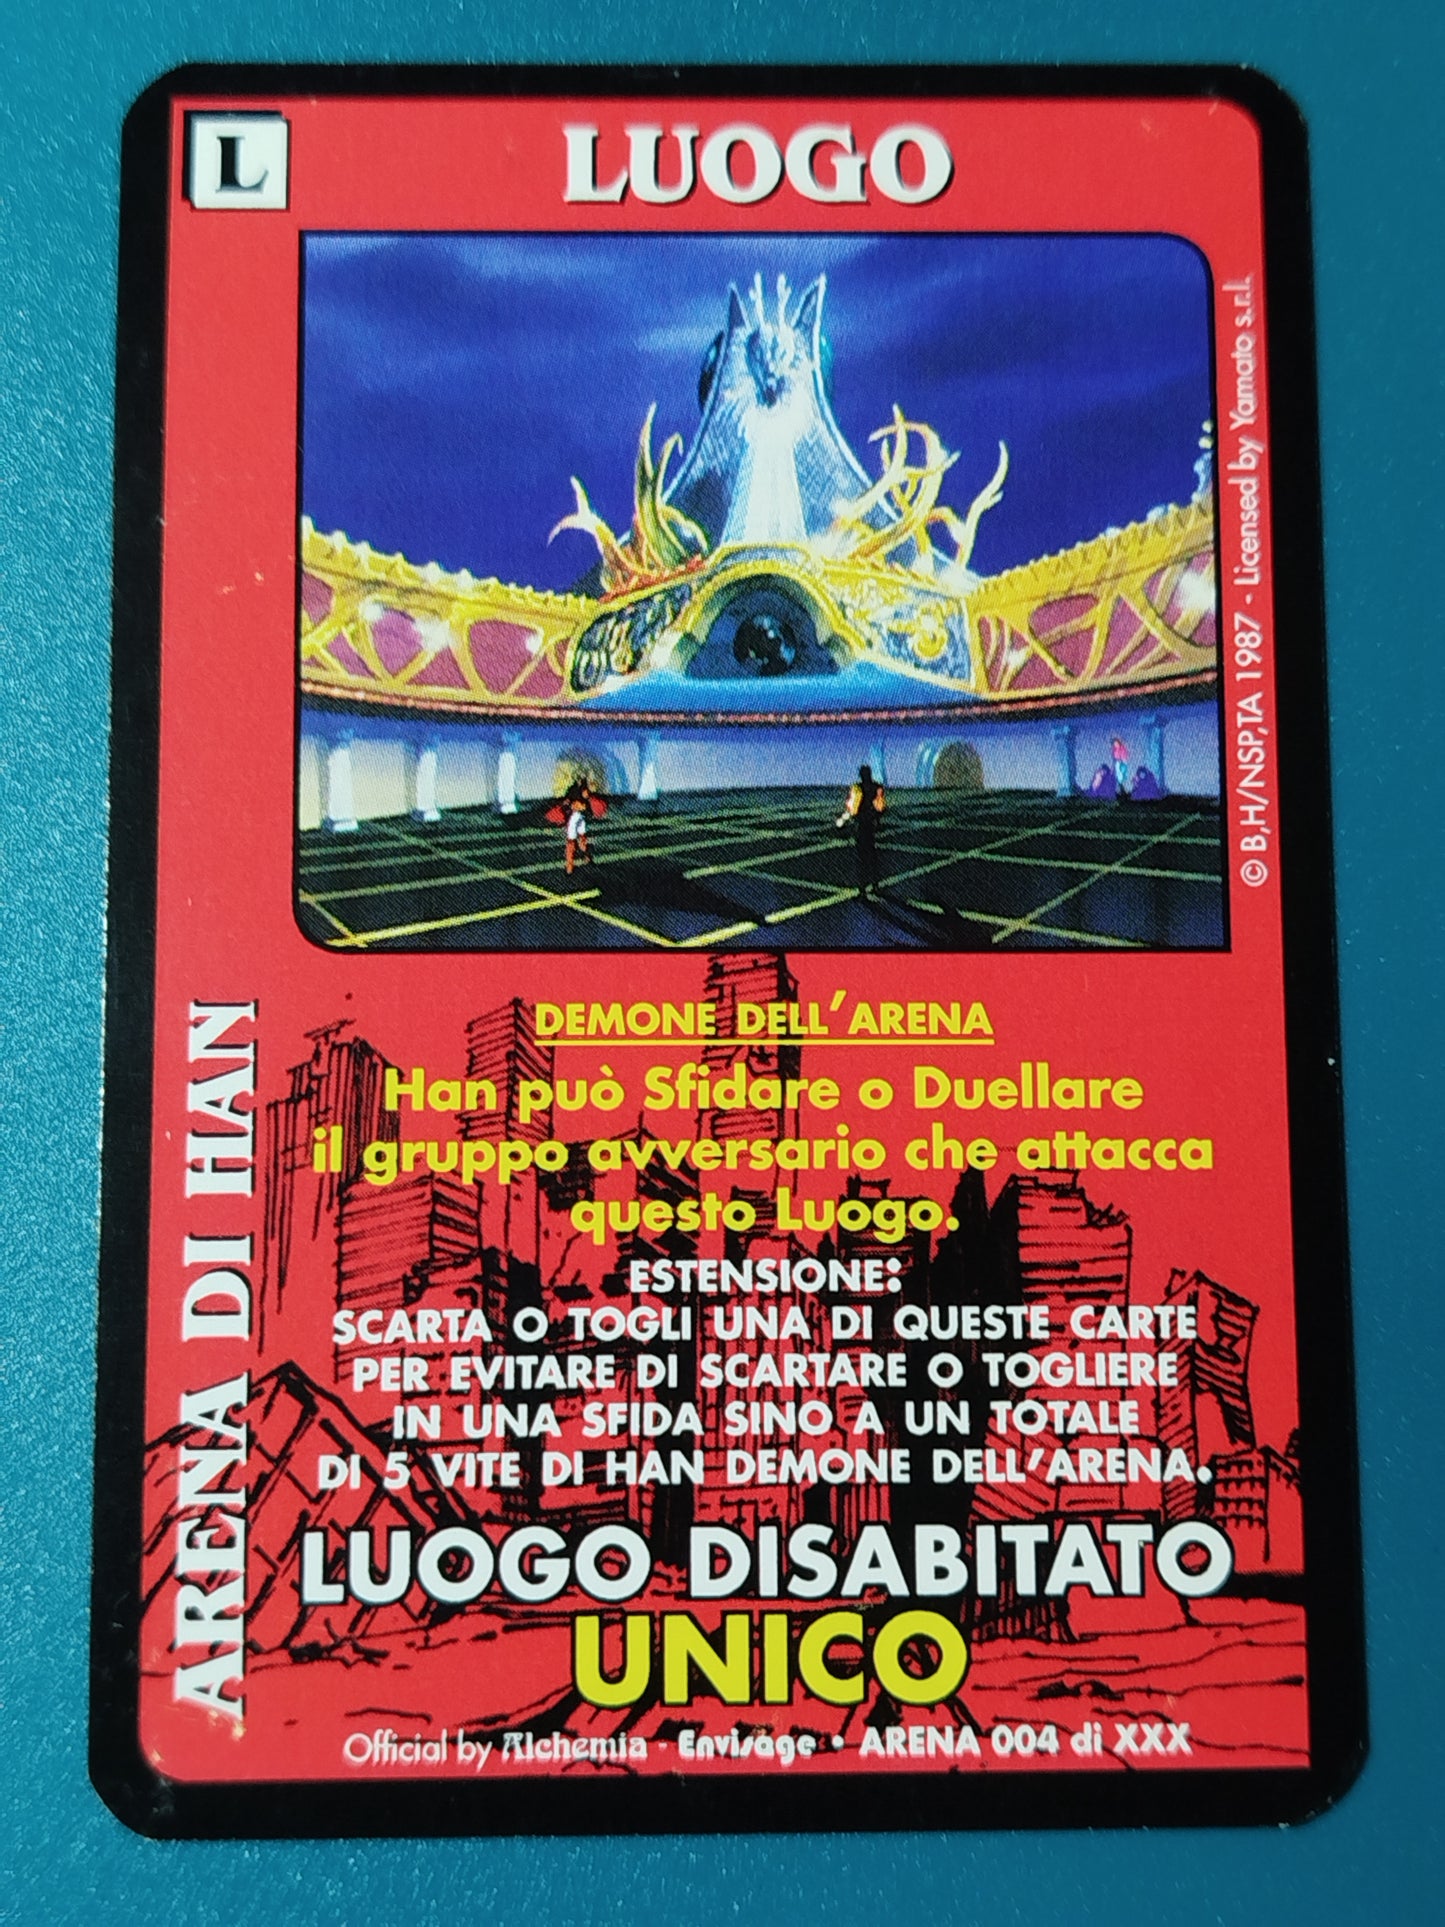 L
LUOGO
© B,H/NSP,TA 1987 - Licensed by Yamato s.r.l.
ARENA DI HAN
DEMONE DELL'ARENA
Han può Sfidare o Duellare
il gruppo avversario che attacca
questo Luogo.
ESTENSIONE:
SCARTA O TOGLI UNA DI QUESTE CARTE
PER EVITARE DI SCARTARE O TOGLIERE
IN UNA SFIDA SINO A UN TOTALE
DI 5 VITE DI HAN DEMONE DELL'ARENA.
LUOGO DISABITATO
UNICO
Official by Alchemia - Envisage • ARENA 004 di XXX